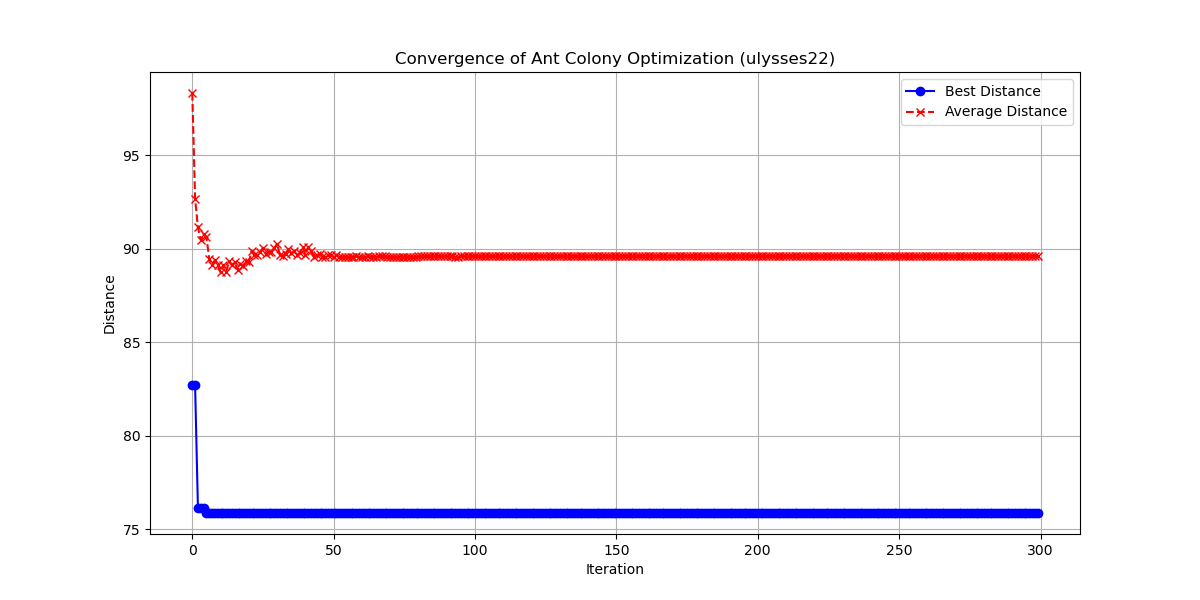 Convergence of Ant Colony Optimization (ulysses22)
Best Distance
Average Distance
95
90
85
80
75
Distance
0 50 100 150 200 250 300
Iteration